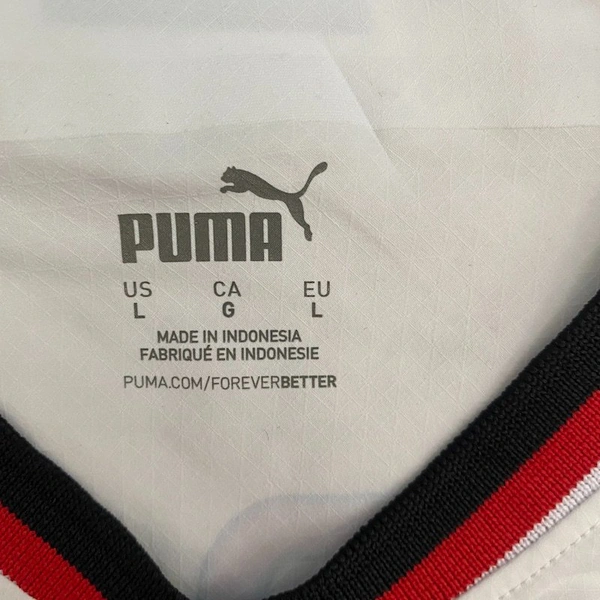 PUMA
US CA EU
L G L
MADE IN INDONESIA
FABRIQUÉ EN INDONESIE
PUMA.COM/FOREVERBETTER